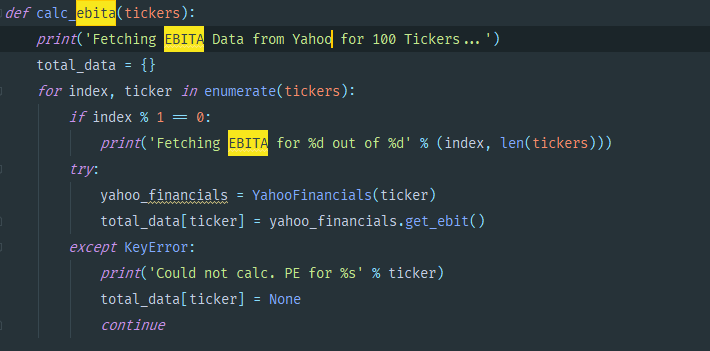 def calc_ebita(tickers):
    print('Fetching EBITA Data from Yahoo for 100 Tickers...')
    total_data = {}
    for index, ticker in enumerate(tickers):
        if index % 1 == 0:
            print('Fetching EBITA for %d out of %d' % (index, len(tickers)))
        try:
            yahoo_financials = YahooFinancials(ticker)
            total_data[ticker] = yahoo_financials.get_ebit()
        except KeyError:
            print('Could not calc. PE for %s' % ticker)
            total_data[ticker] = None
            continue